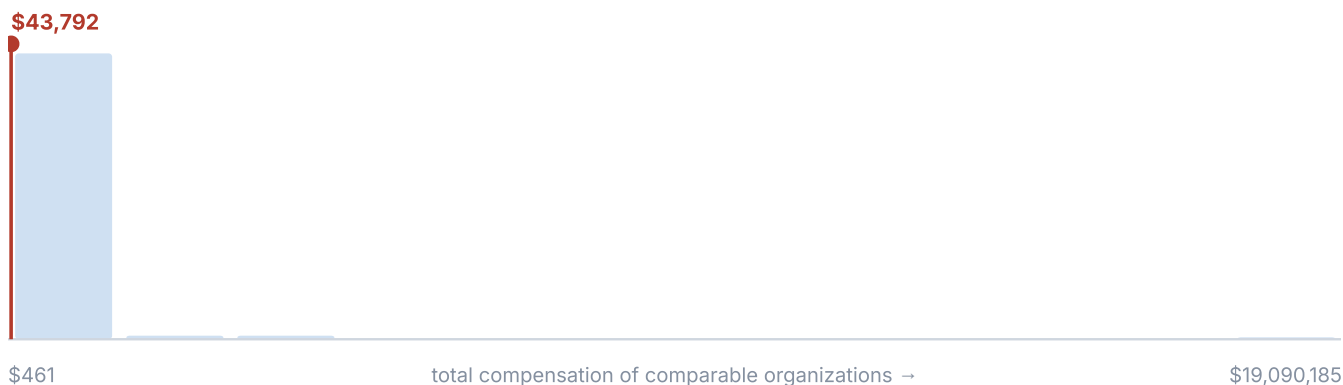 $43,792
$461 total compensation of comparable organizations → $19,090,185